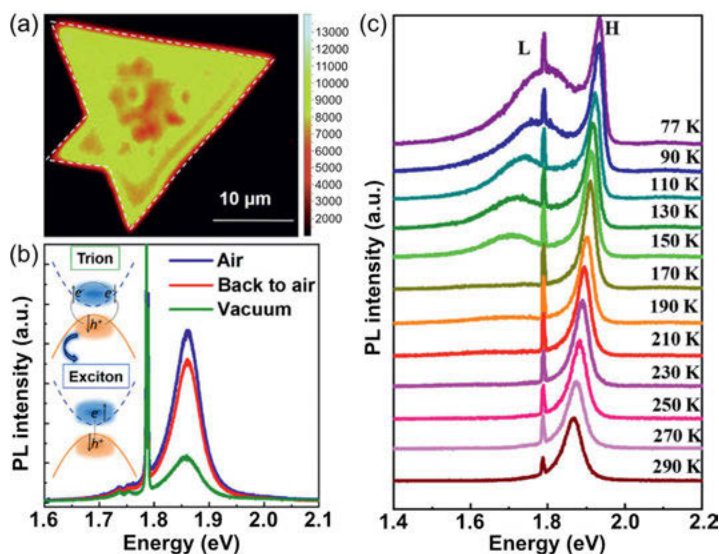 (a)
13000
12000
11000
10000
9000
8000
7000
6000
5000
4000
3000
2000
10 μm
(b)
Trion
e⁻ e⁻
h⁺
Exciton
e⁻
h⁺
Air
Back to air
Vacuum
PL intensity (a.u.)
1.6 1.7 1.8 1.9 2.0 2.1
Energy (eV)
(c)
L
H
77 K
90 K
110 K
130 K
150 K
170 K
190 K
210 K
230 K
250 K
270 K
290 K
PL intensity (a.u.)
1.4 1.6 1.8 2.0 2.2
Energy (eV)